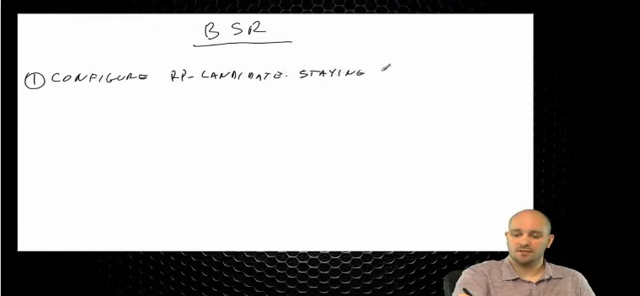 BSR
① CONFIGURE RP-CANDIDATE. STAYING